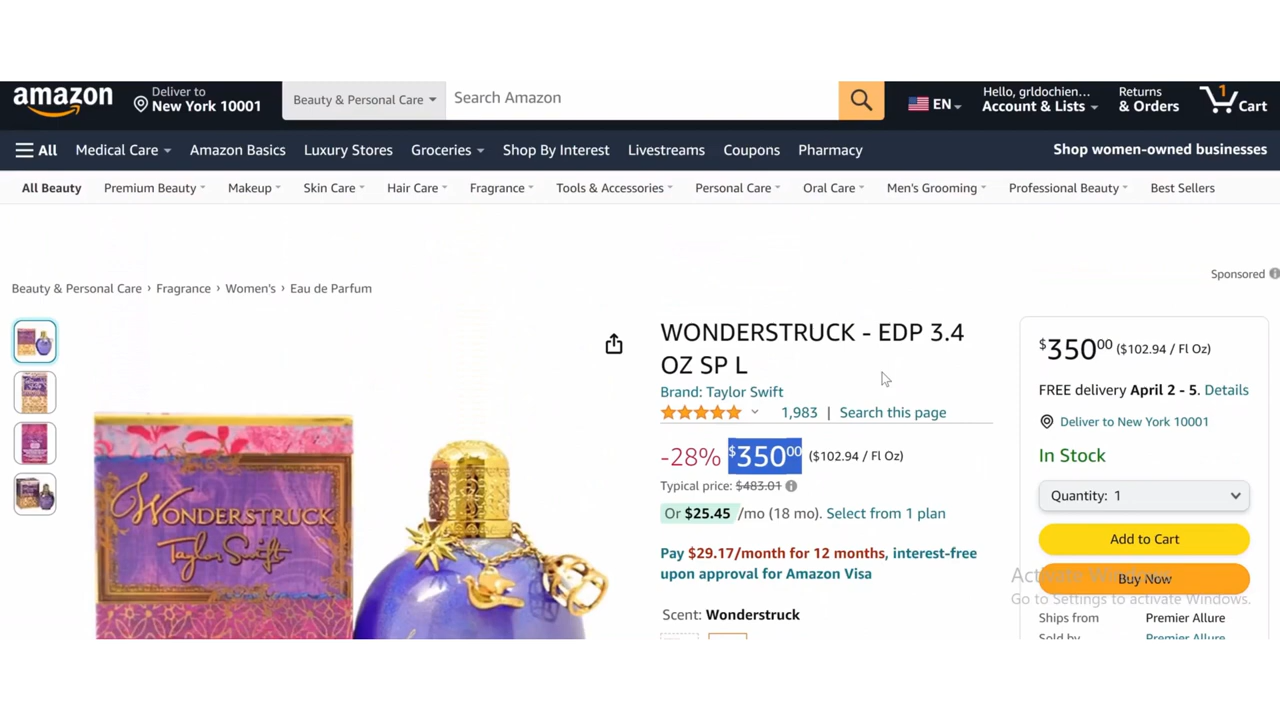 amazon
Deliver to
New York 10001
Beauty & Personal Care
Search Amazon
EN
Hello, grldochien...
Account & Lists
Returns
& Orders
1
Cart
All
Medical Care
Amazon Basics
Luxury Stores
Groceries
Shop By Interest
Livestreams
Coupons
Pharmacy
Shop women-owned businesses
All Beauty
Premium Beauty
Makeup
Skin Care
Hair Care
Fragrance
Tools & Accessories
Personal Care
Oral Care
Men's Grooming
Professional Beauty
Best Sellers
Sponsored
Beauty & Personal Care › Fragrance › Women's › Eau de Parfum
WONDERSTRUCK - EDP 3.4
OZ SP L
Brand: Taylor Swift
1,983 | Search this page
-28% $35000 ($102.94 / Fl Oz)
Typical price: $483.01
Or $25.45 /mo (18 mo). Select from 1 plan
Pay $29.17/month for 12 months, interest-free
upon approval for Amazon Visa
Scent: Wonderstruck
WONDERSTRUCK
Taylor Swift
$35000 ($102.94 / Fl Oz)
FREE delivery April 2 - 5. Details
Deliver to New York 10001
In Stock
Quantity: 1
Add to Cart
Activate Windows
Buy Now
Go to Settings to activate Windows.
Ships from Premier Allure
Sold by Premier Allure